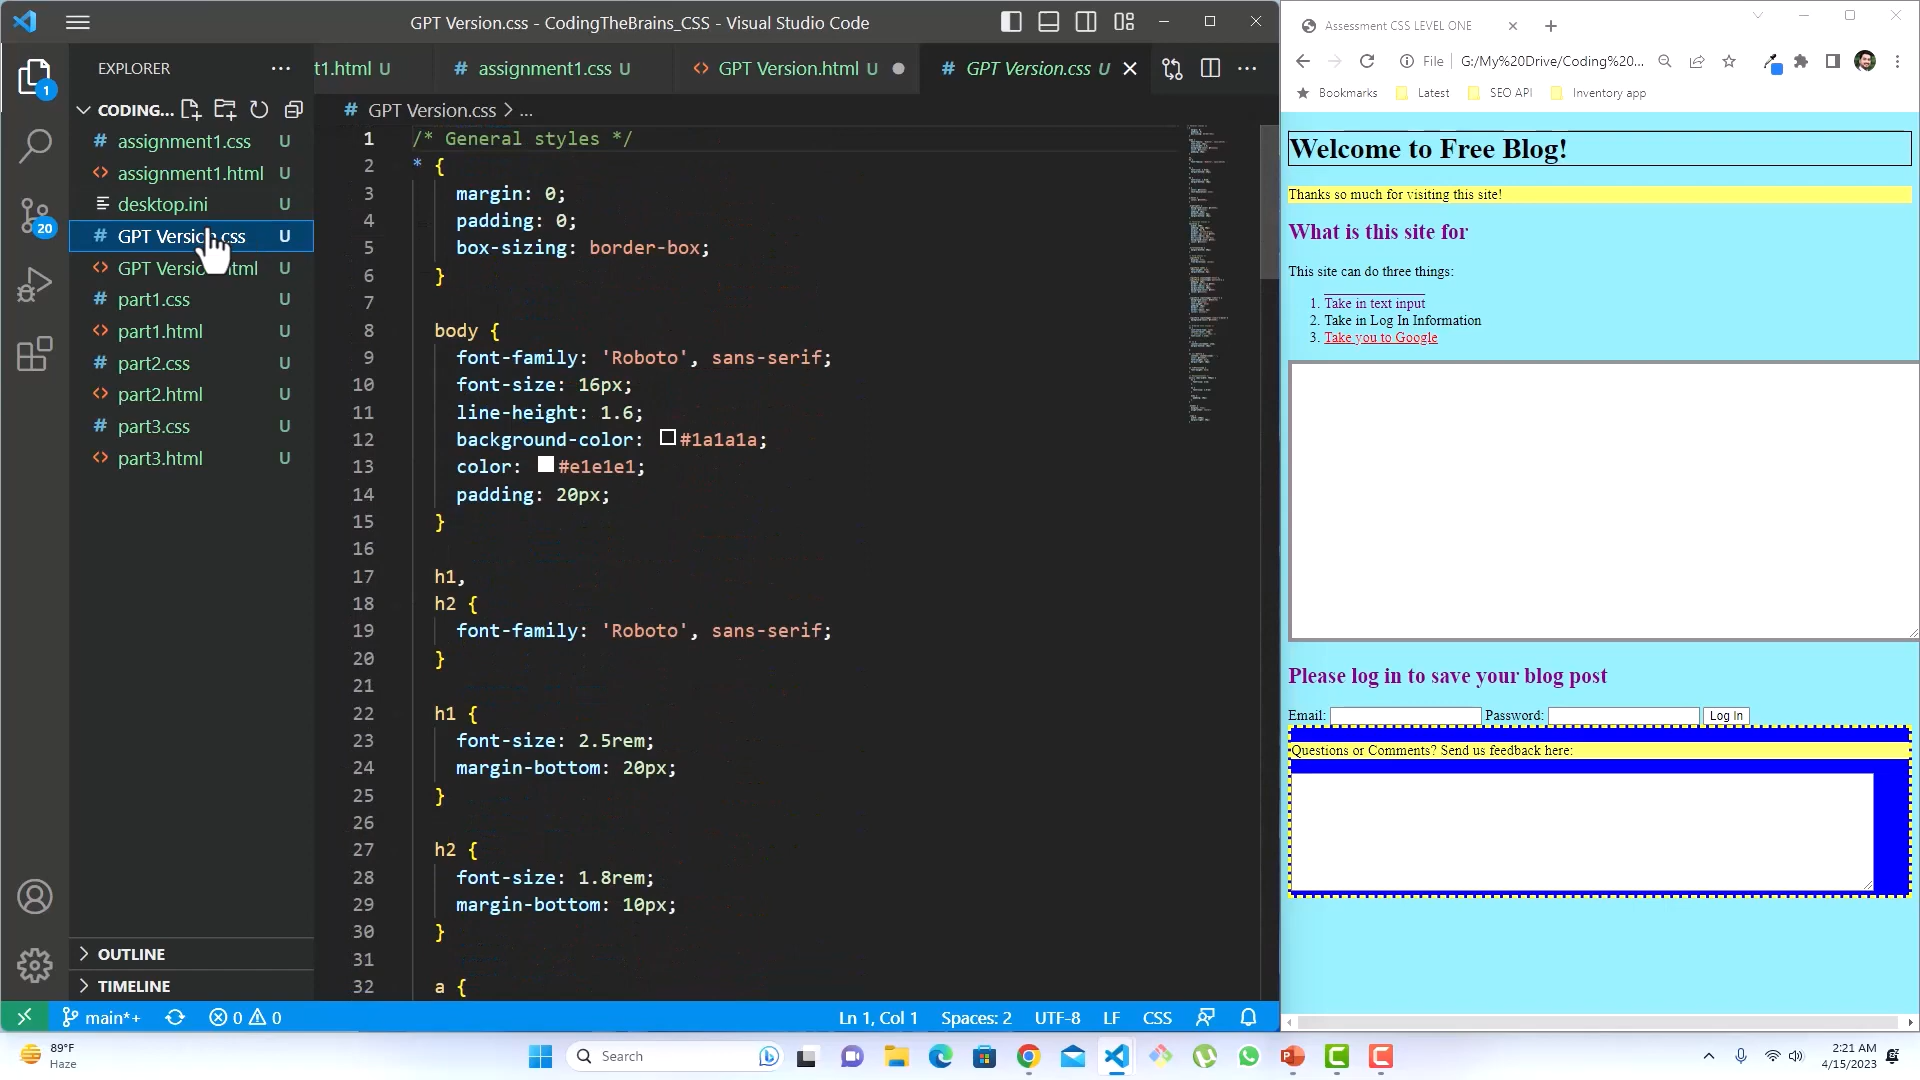 GPT Version.css - CodingTheBrains_CSS - Visual Studio Code
EXPLORER
t1.html U
# assignment1.css U
GPT Version.html U
# GPT Version.css U
CODING...
# GPT Version.css > ...
# assignment1.css U
assignment1.html U
desktop.ini U
# GPT Version.css U
GPT Version.html U
# part1.css U
part1.html U
# part2.css U
part2.html U
# part3.css U
part3.html U
OUTLINE
TIMELINE
1
20
1 /* General styles */
2 * {
3 margin: 0;
4 padding: 0;
5 box-sizing: border-box;
6 }
7
8 body {
9 font-family: 'Roboto', sans-serif;
10 font-size: 16px;
11 line-height: 1.6;
12 background-color: #1a1a1a;
13 color: #e1e1e1;
14 padding: 20px;
15 }
16
17 h1,
18 h2 {
19 font-family: 'Roboto', sans-serif;
20 }
21
22 h1 {
23 font-size: 2.5rem;
24 margin-bottom: 20px;
25 }
26
27 h2 {
28 font-size: 1.8rem;
29 margin-bottom: 10px;
30 }
31
32 a {
main*+
0 0
Ln 1, Col 1
Spaces: 2
UTF-8
LF
CSS
Assessment CSS LEVEL ONE
File
G:/My%20Drive/Coding%20...
Bookmarks
Latest
SEO API
Inventory app
Welcome to Free Blog!
Thanks so much for visiting this site!
What is this site for
This site can do three things:
1. Take in text input
2. Take in Log In Information
3. Take you to Google
Please log in to save your blog post
Email: Password: Log In
Questions or Comments? Send us feedback here:
89°F
Haze
Search
2:21 AM
4/15/2023